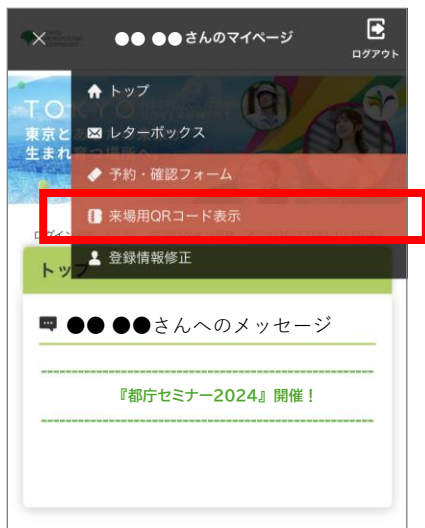 ●● ●●さんのマイページ
ログアウト
トップ
レターボックス
予約・確認フォーム
来場用QRコード表示
登録情報修正
TOKYO
東京と
生まれ
トップ
●● ●●さんへのメッセージ
『都庁セミナー2024』開催！